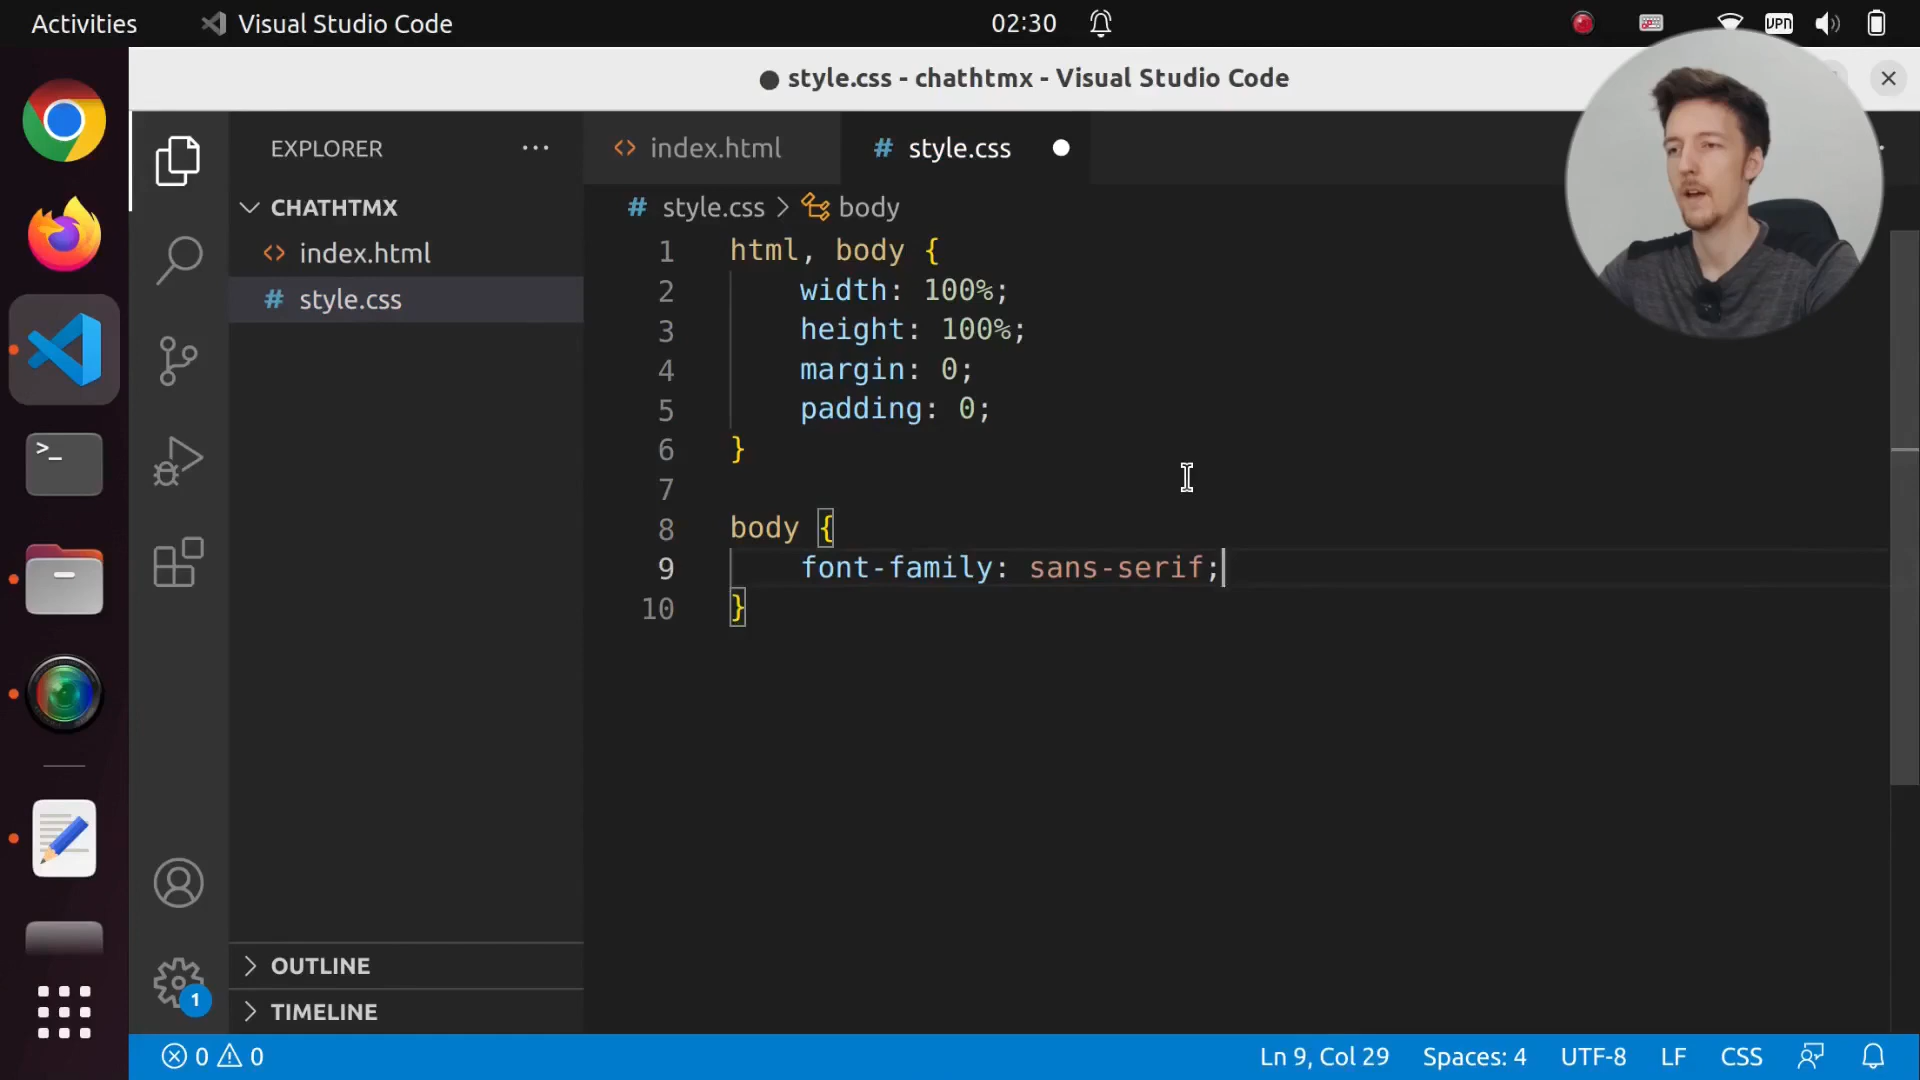 Activities
Visual Studio Code
02:30
VPN
● style.css - chathtmx - Visual Studio Code
EXPLORER
CHATHTMX
<> index.html
# style.css
OUTLINE
TIMELINE
1
<> index.html
# style.css
# style.css > body
1 html, body {
2 width: 100%;
3 height: 100%;
4 margin: 0;
5 padding: 0;
6 }
7
8 body {
9 font-family: sans-serif;
10 }
0 0
Ln 9, Col 29
Spaces: 4
UTF-8
LF
CSS